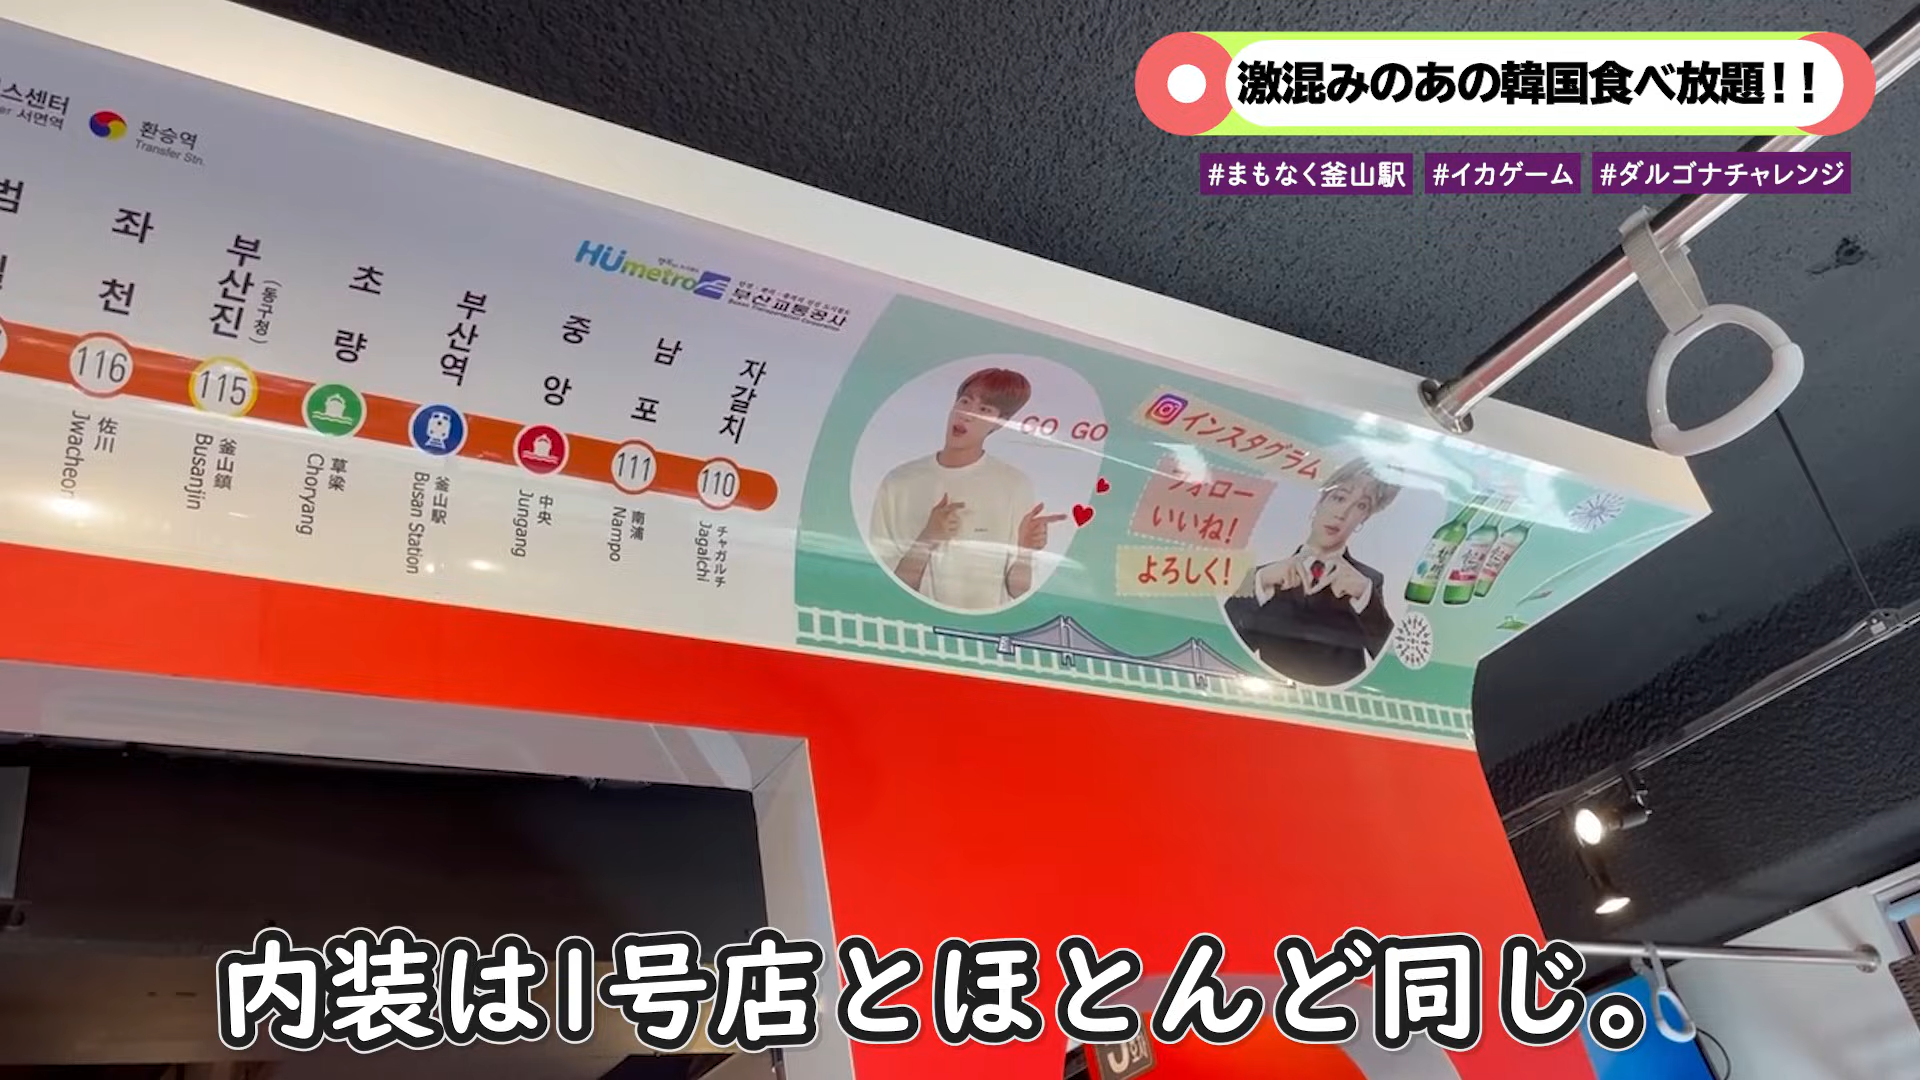 激混みのあの韓国食べ放題！！
#まもなく釜山駅 #イカゲーム #ダルゴナチャレンジ
스센터
서면역
환승역
Transfer Stn.
범
좌천
부산진
(동구청)
초량
부산역
중앙
남포
자갈치
HUmetro
부산교통공사
Busan Transportation Corporation
116
115
111
110
佐川
Jwacheon
釜山鎮
Busanjin
草梁
Choryang
釜山駅
Busan Station
中央
Jungang
南浦
Nampo
チャガルチ
Jagalchi
GO GO
インスタグラム
フォロー
いいね！
よろしく！
内装は1号店とほとんど同じ。